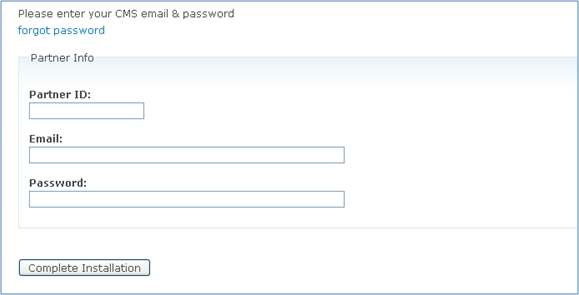 Please enter your CMS email & password
forgot password
Partner Info
Partner ID:
Email:
Password:
Complete Installation